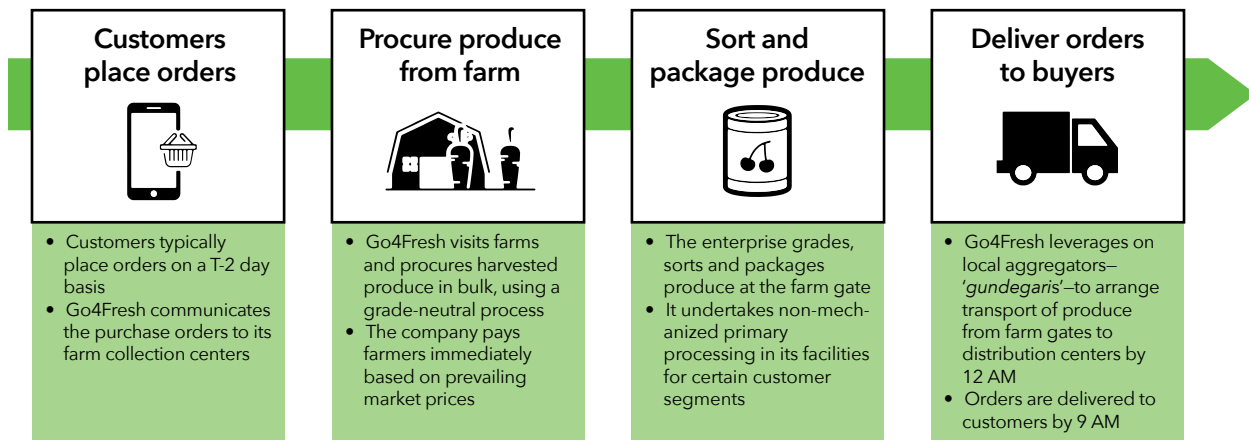 Customers
place orders
• Customers typically
place orders on a T-2 day
basis
• Go4Fresh communicates
the purchase orders to its
farm collection centers
Procure produce
from farm
• Go4Fresh visits farms
and procures harvested
produce in bulk, using a
grade-neutral process
• The company pays
farmers immediately
based on prevailing
market prices
Sort and
package produce
• The enterprise grades,
sorts and packages
produce at the farm gate
• It undertakes non-mech-
anized primary
processing in its facilities
for certain customer
segments
Deliver orders
to buyers
• Go4Fresh leverages on
local aggregators—
‘gundegaris’—to arrange
transport of produce
from farm gates to
distribution centers by
12 AM
• Orders are delivered to
customers by 9 AM